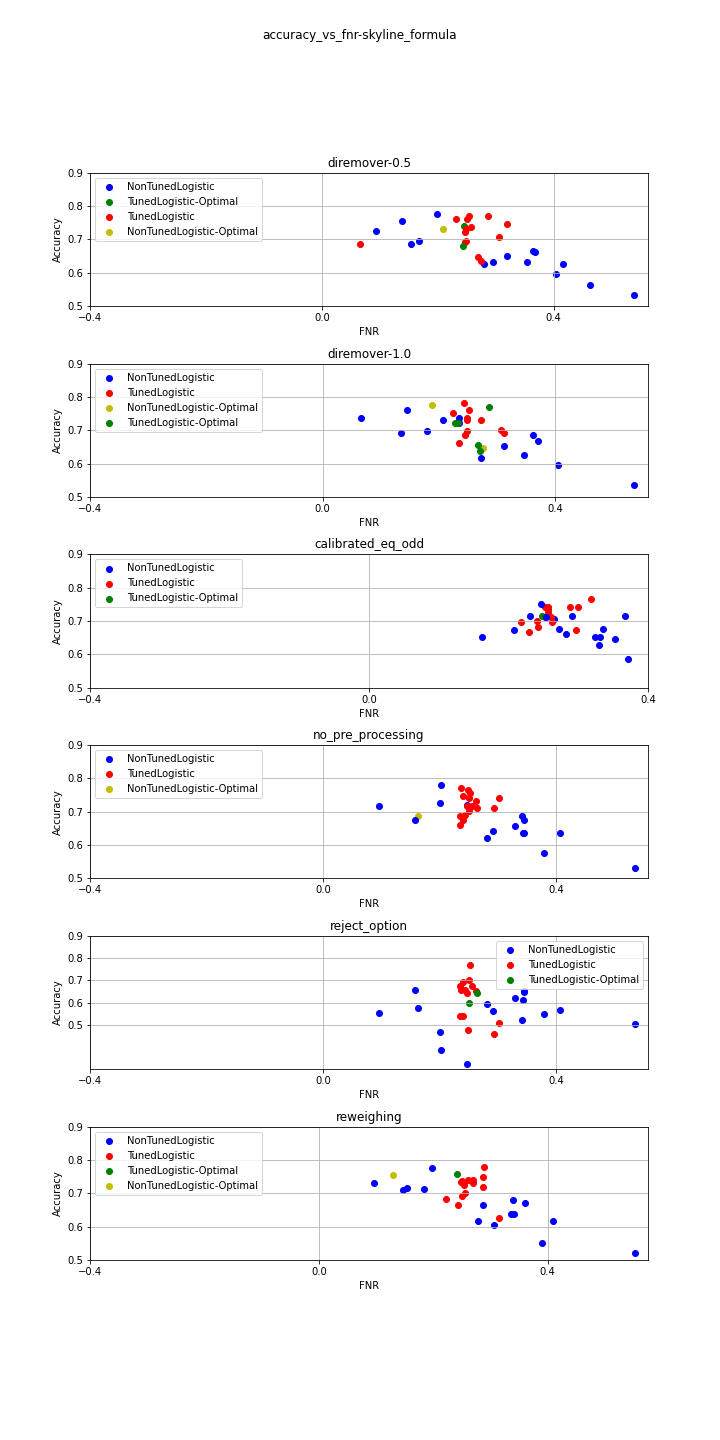 accuracy_vs_fnr-skyline_formula
diremover-0.5
0.9
0.8
0.7
0.6
0.5
Accuracy
NonTunedLogistic
TunedLogistic-Optimal
TunedLogistic
NonTunedLogistic-Optimal
−0.4 0.0 0.4
FNR
diremover-1.0
0.9
0.8
0.7
0.6
0.5
Accuracy
NonTunedLogistic
TunedLogistic
NonTunedLogistic-Optimal
TunedLogistic-Optimal
−0.4 0.0 0.4
FNR
calibrated_eq_odd
0.9
0.8
0.7
0.6
0.5
Accuracy
NonTunedLogistic
TunedLogistic
TunedLogistic-Optimal
−0.4 0.0 0.4
FNR
no_pre_processing
0.9
0.8
0.7
0.6
0.5
Accuracy
NonTunedLogistic
TunedLogistic
NonTunedLogistic-Optimal
−0.4 0.0 0.4
FNR
reject_option
0.9
0.8
0.7
0.6
0.5
Accuracy
NonTunedLogistic
TunedLogistic
TunedLogistic-Optimal
−0.4 0.0 0.4
FNR
reweighing
0.9
0.8
0.7
0.6
0.5
Accuracy
NonTunedLogistic
TunedLogistic
TunedLogistic-Optimal
NonTunedLogistic-Optimal
−0.4 0.0 0.4
FNR